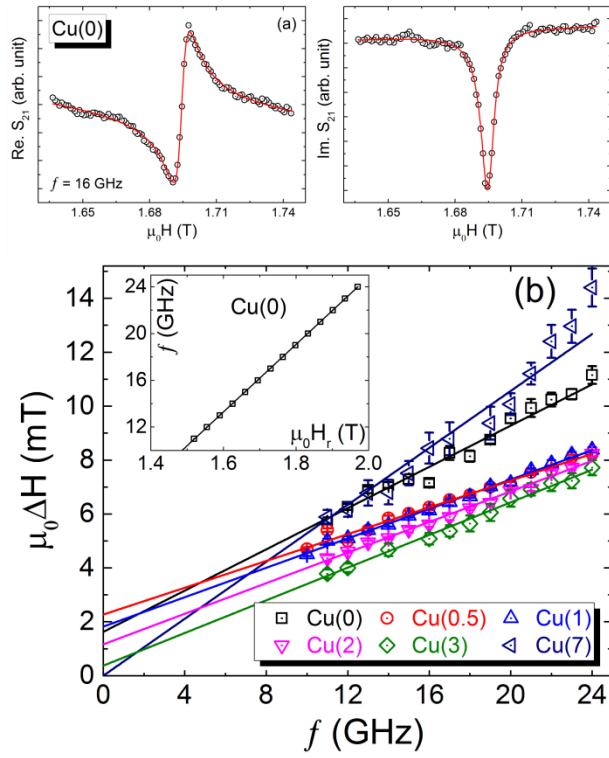 Cu(0)
(a)
Re. S21 (arb. unit)
f = 16 GHz
1.65 1.68 1.71 1.74
μ0H (T)
Im. S21 (arb. unit)
1.65 1.68 1.71 1.74
μ0H (T)
(b)
μ0ΔH (mT)
14
12
10
8
6
4
2
0
24
22
20
18
16
14
12
f (GHz)
Cu(0)
μ0Hr (T)
1.4 1.6 1.8 2.0
Cu(0) Cu(0.5) Cu(1)
Cu(2) Cu(3) Cu(7)
0 4 8 12 16 20 24
f (GHz)